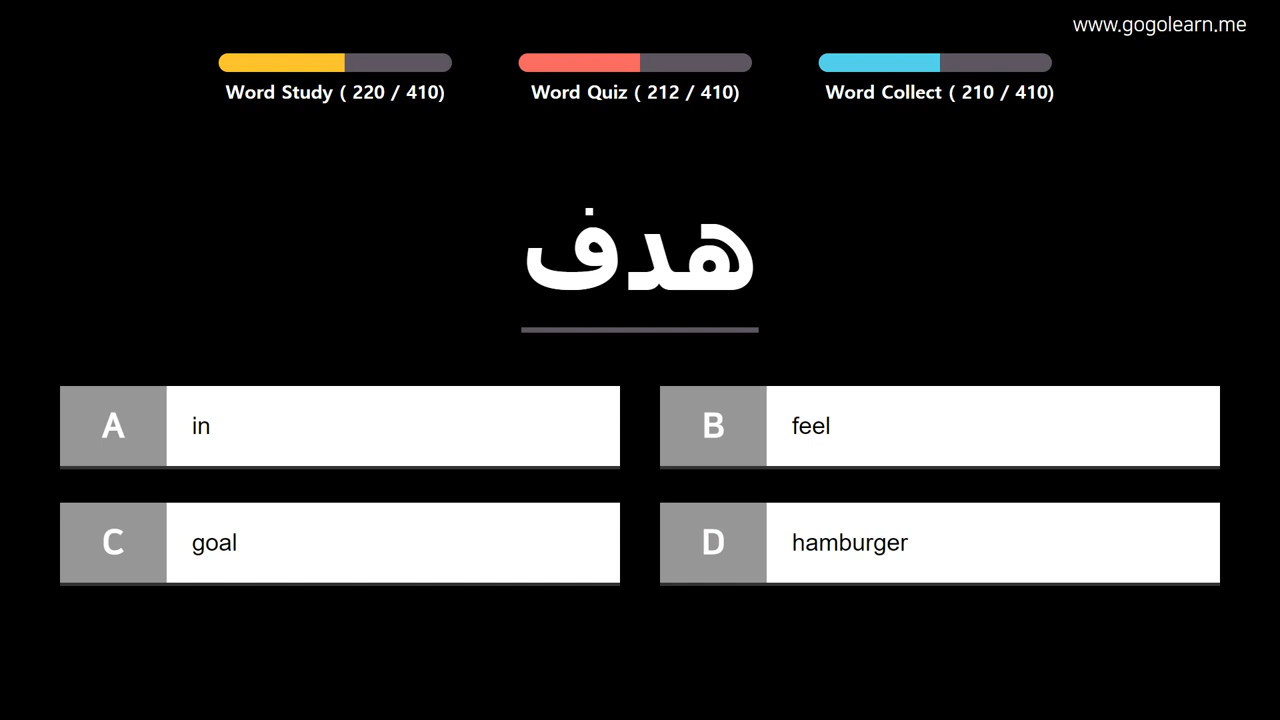 www.gogolearn.me
Word Study ( 220 / 410)
Word Quiz ( 212 / 410)
Word Collect ( 210 / 410)
هدف
A in
B feel
C goal
D hamburger